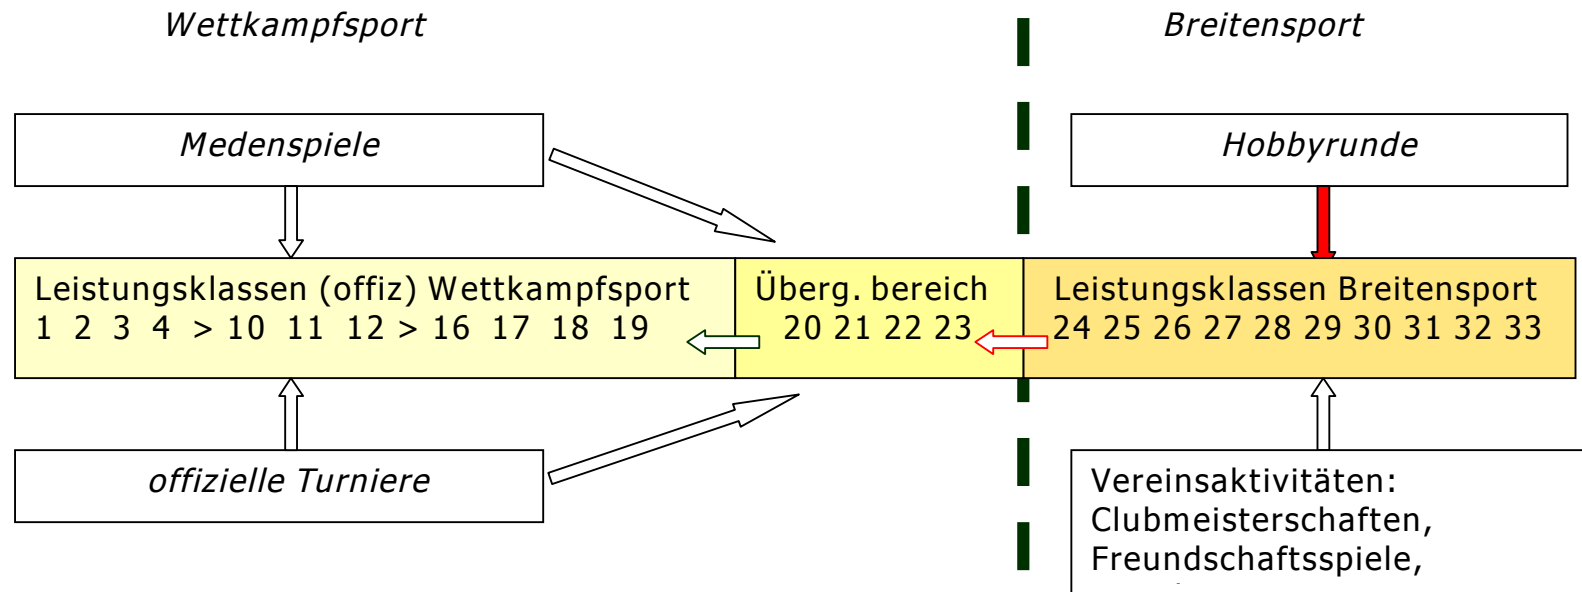 Wettkampfsport
Breitensport
Medenspiele
Hobbyrunde
Leistungsklassen (offiz) Wettkampfsport
1 2 3 4 > 10 11 12 > 16 17 18 19
Überg. bereich
20 21 22 23
Leistungsklassen Breitensport
24 25 26 27 28 29 30 31 32 33
offizielle Turniere
Vereinsaktivitäten:
Clubmeisterschaften,
Freundschaftsspiele,